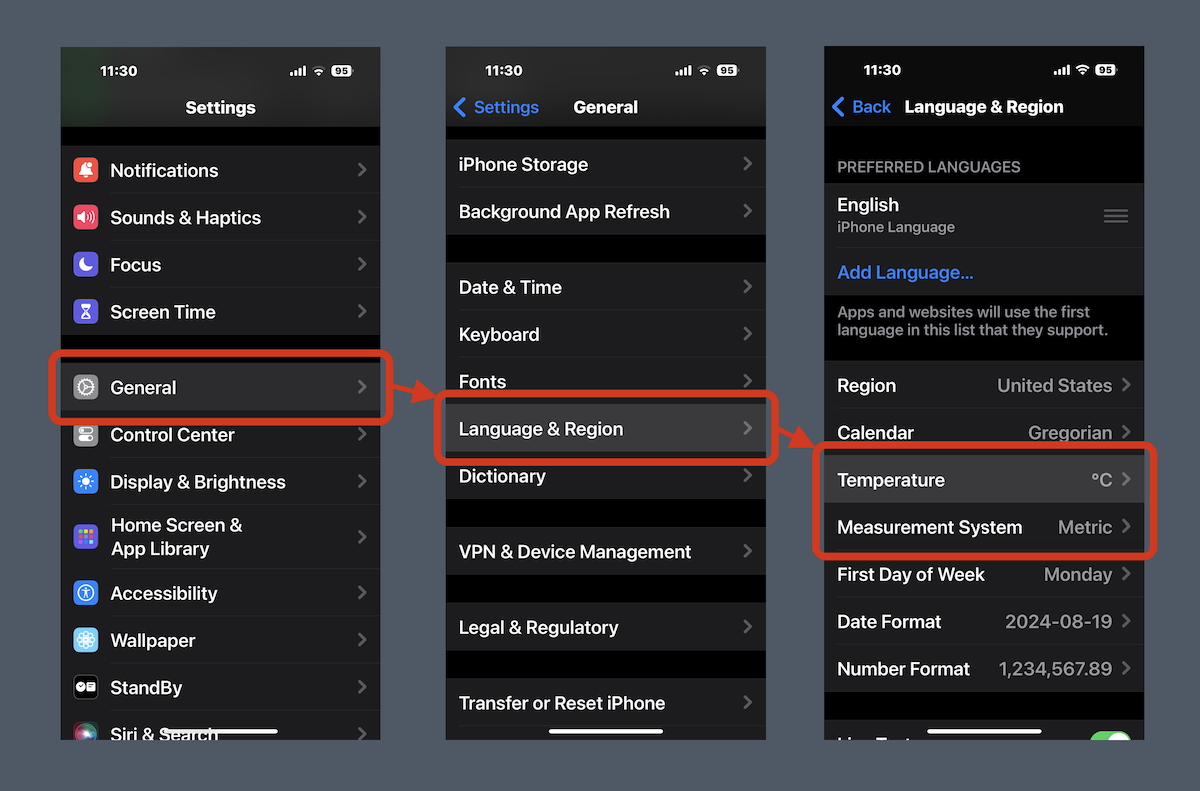 11:30
95
Settings
Notifications
Sounds & Haptics
Focus
Screen Time
General
Control Center
Display & Brightness
Home Screen &
App Library
Accessibility
Wallpaper
StandBy
Siri & Search
11:30
95
Settings
General
iPhone Storage
Background App Refresh
Date & Time
Keyboard
Fonts
Language & Region
Dictionary
VPN & Device Management
Legal & Regulatory
Transfer or Reset iPhone
11:30
95
Back
Language & Region
PREFERRED LANGUAGES
English
iPhone Language
Add Language...
Apps and websites will use the first
language in this list that they support.
Region United States
Calendar Gregorian
Temperature °C
Measurement System Metric
First Day of Week Monday
Date Format 2024-08-19
Number Format 1,234,567.89